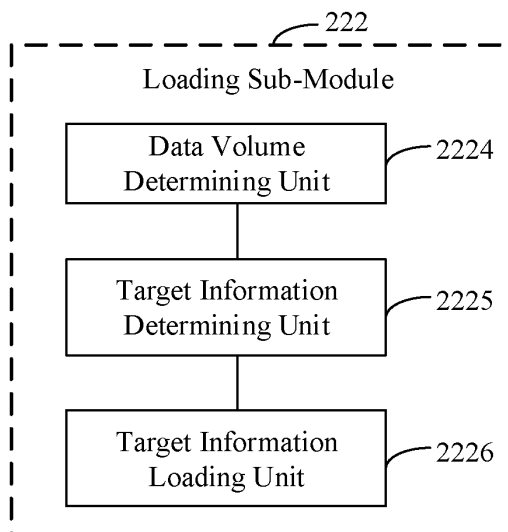 222
Loading Sub-Module
Data Volume
Determining Unit
2224
Target Information
Determining Unit
2225
Target Information
Loading Unit
2226